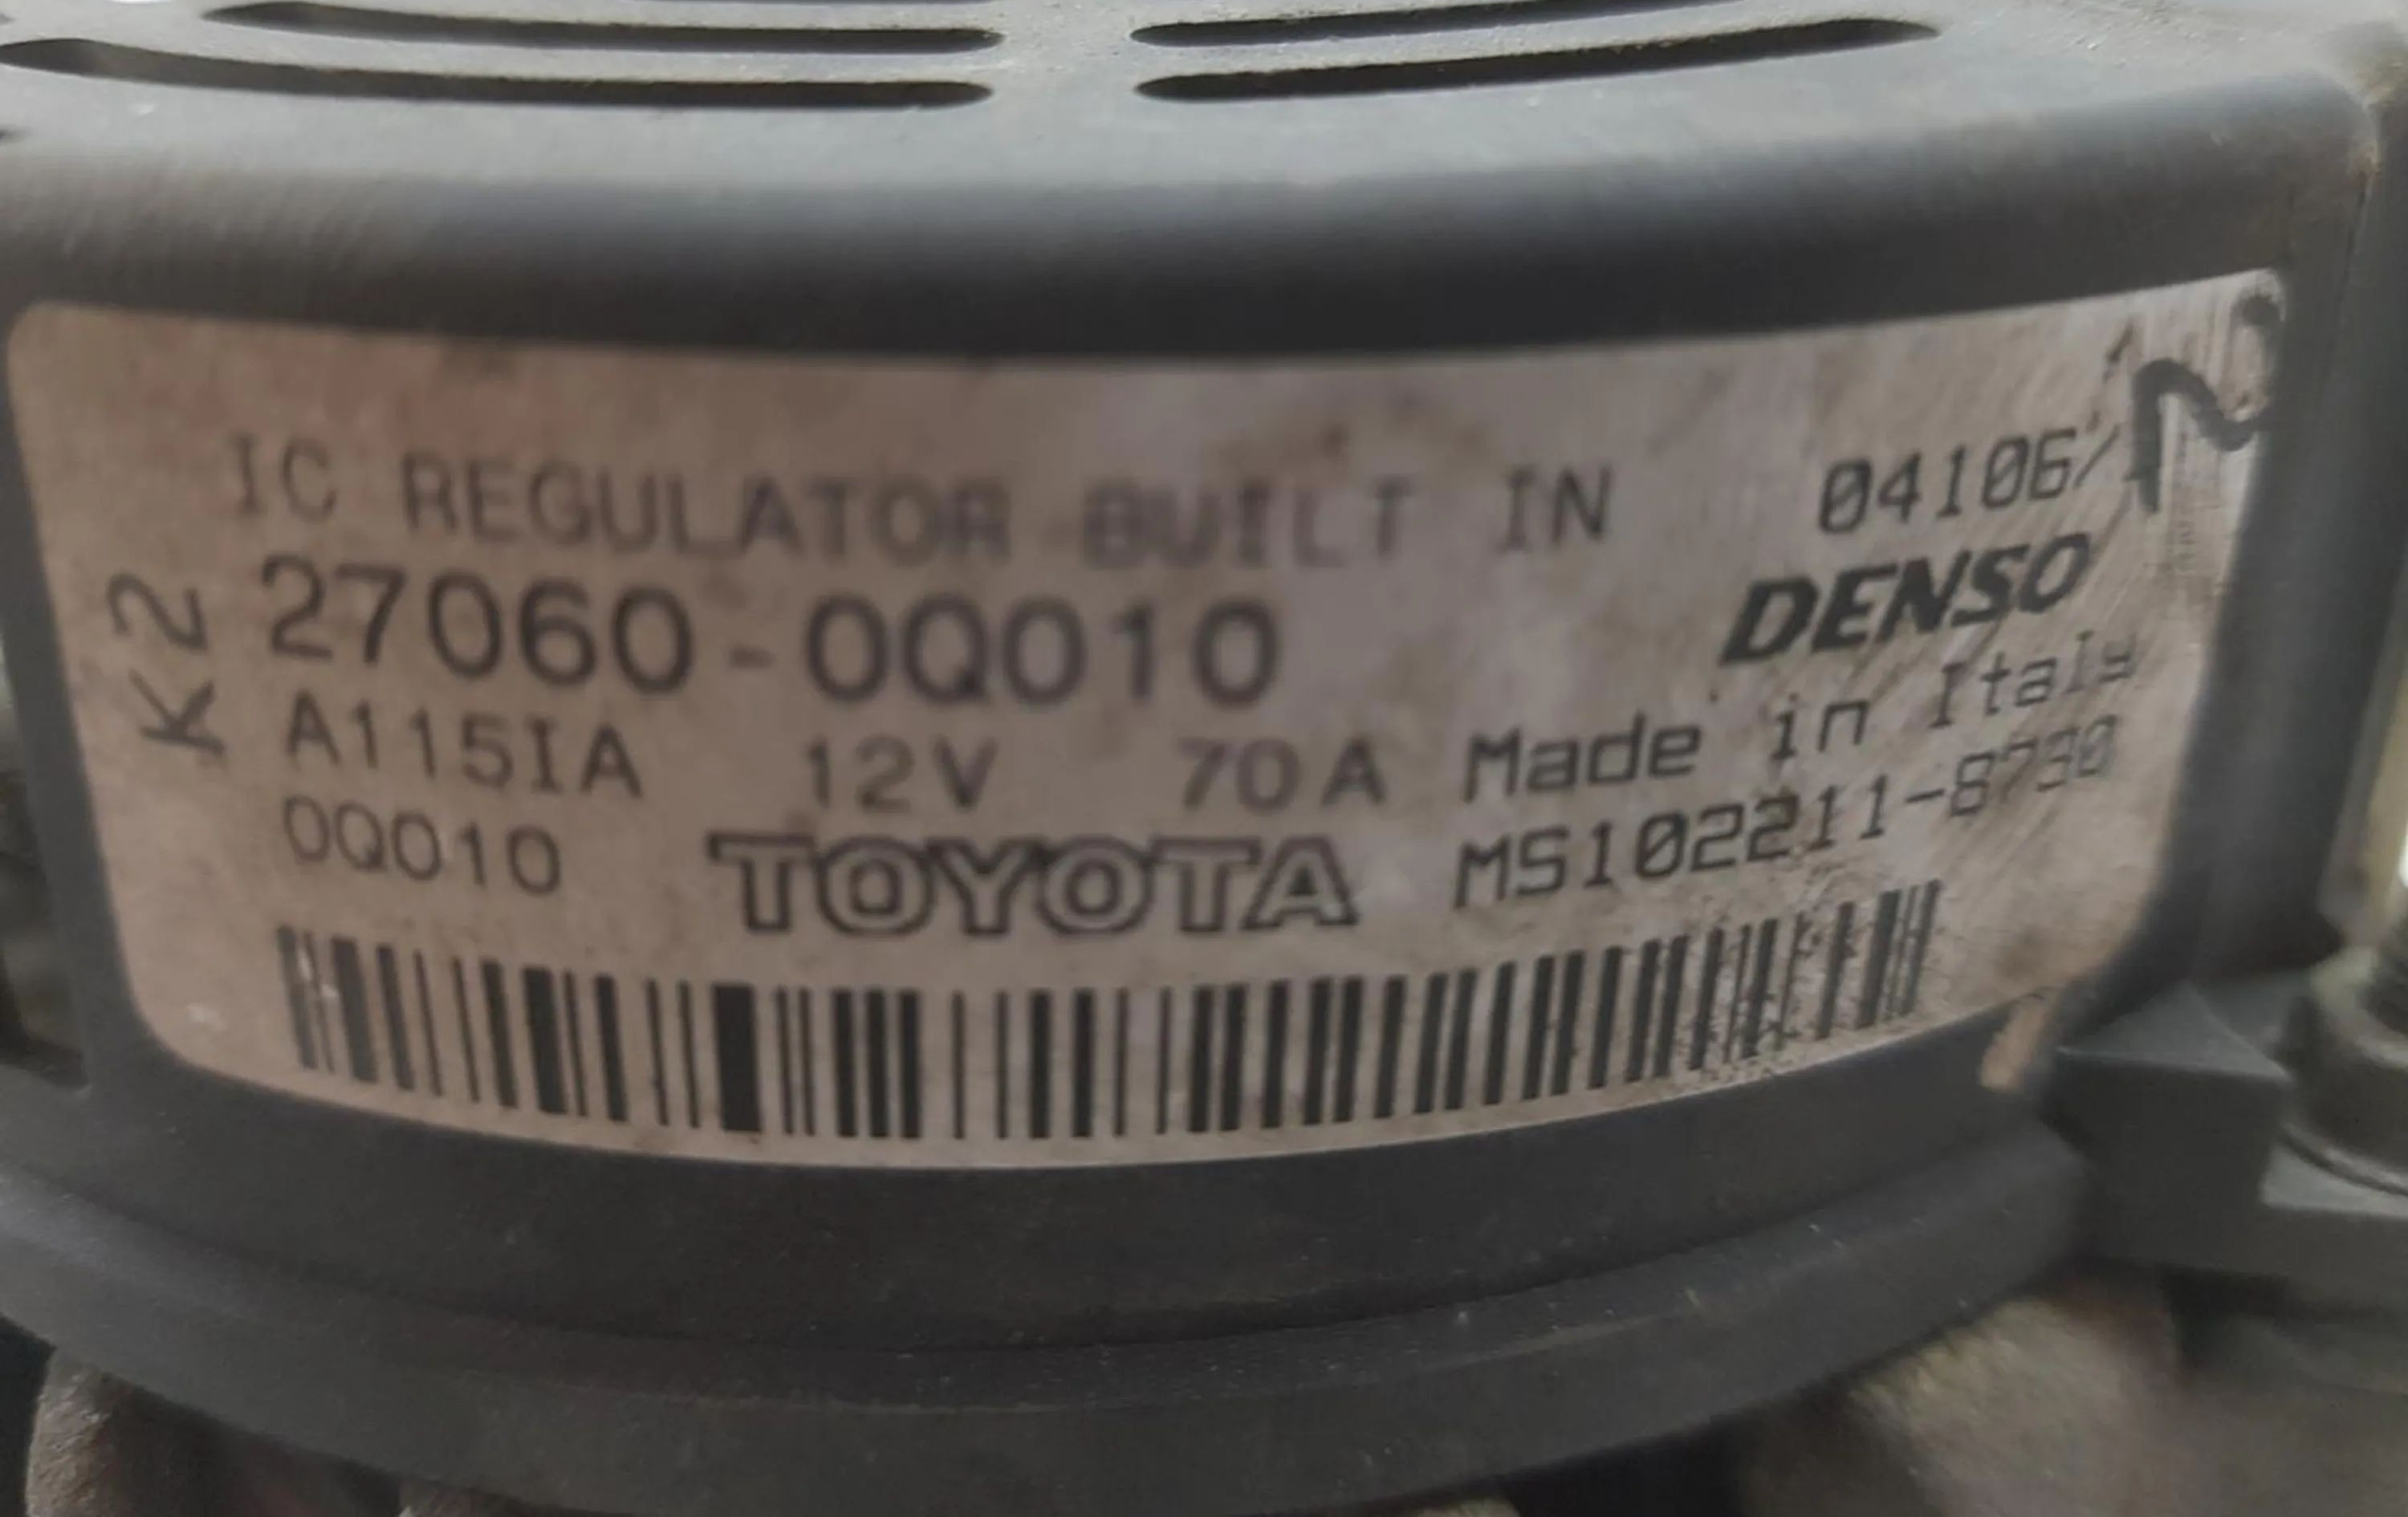 IC REGULATOR BUILT IN
04106/
K2
27060-0Q010
DENSO
A115IA 12V 70A
Made in Italy
0Q010
TOYOTA
MS102211-8730